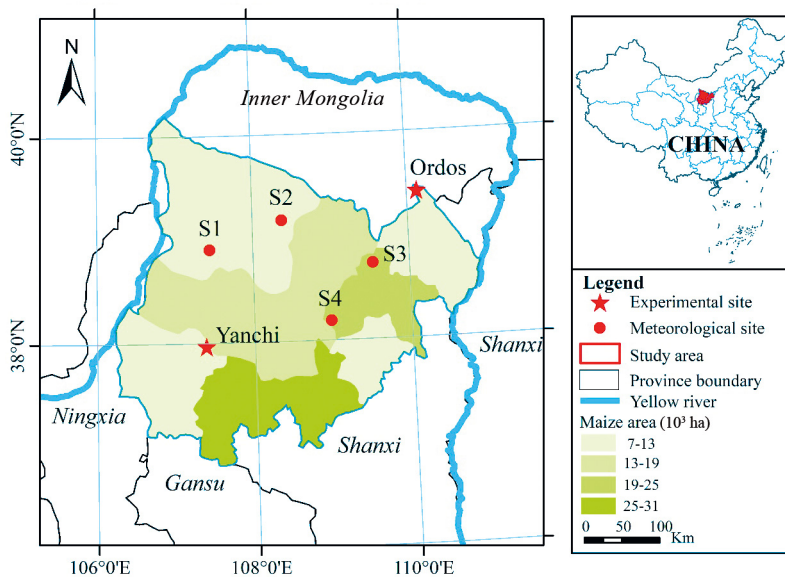 N
Inner Mongolia
40°0'N
Ordos
S2
S1
S3
S4
Yanchi
38°0'N
Shanxi
Ningxia
Shanxi
Gansu
106°0'E
108°0'E
110°0'E
CHINA
Legend
Experimental site
Meteorological site
Study area
Province boundary
Yellow river
Maize area (10³ ha)
7-13
13-19
19-25
25-31
0 50 100
Km